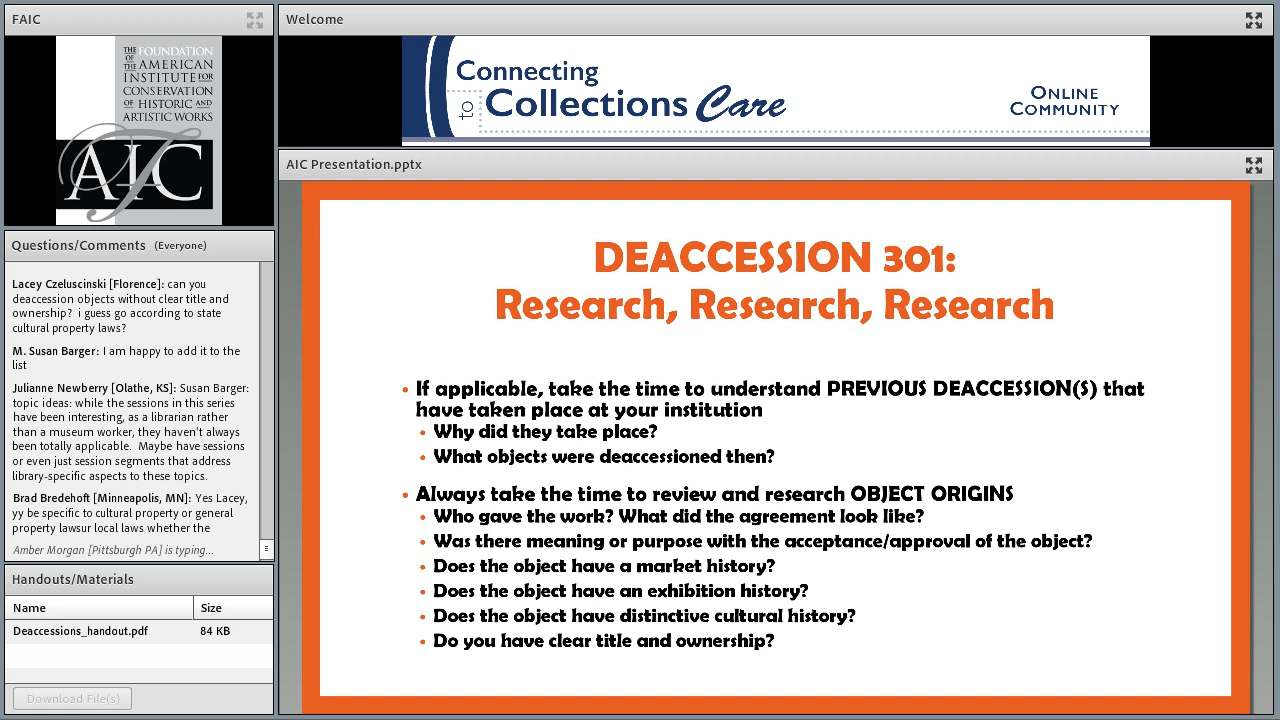 FAIC
THE FOUNDATION
OF THE AMERICAN
INSTITUTE FOR
CONSERVATION
OF HISTORIC AND
ARTISTIC WORKS
AIC
Questions/Comments (Everyone)
Lacey Czeluscinski [Florence]: can you
deaccession objects without clear title and
ownership? i guess go according to state
cultural property laws?
M. Susan Barger: I am happy to add it to the
list
Julianne Newberry [Olathe, KS]: Susan Barger:
topic ideas: while the sessions in this series
have been interesting, as a librarian rather
than a museum worker, they haven't always
been totally applicable. Maybe have sessions
or even just session segments that address
library-specific aspects to these topics.
Brad Bredehoft [Minneapolis, MN]: Yes Lacey,
yy be specific to cultural property or general
property lawsur local laws whether the
Amber Morgan [Pittsburgh PA] is typing...
Handouts/Materials
Name Size
Deaccessions_handout.pdf 84 KB
Download File(s)
Welcome
Connecting
to Collections Care
ONLINE
COMMUNITY
AIC Presentation.pptx
DEACCESSION 301:
Research, Research, Research
• If applicable, take the time to understand PREVIOUS DEACCESSION(S) that
have taken place at your institution
• Why did they take place?
• What objects were deaccessioned then?
• Always take the time to review and research OBJECT ORIGINS
• Who gave the work? What did the agreement look like?
• Was there meaning or purpose with the acceptance/approval of the object?
• Does the object have a market history?
• Does the object have an exhibition history?
• Does the object have distinctive cultural history?
• Do you have clear title and ownership?